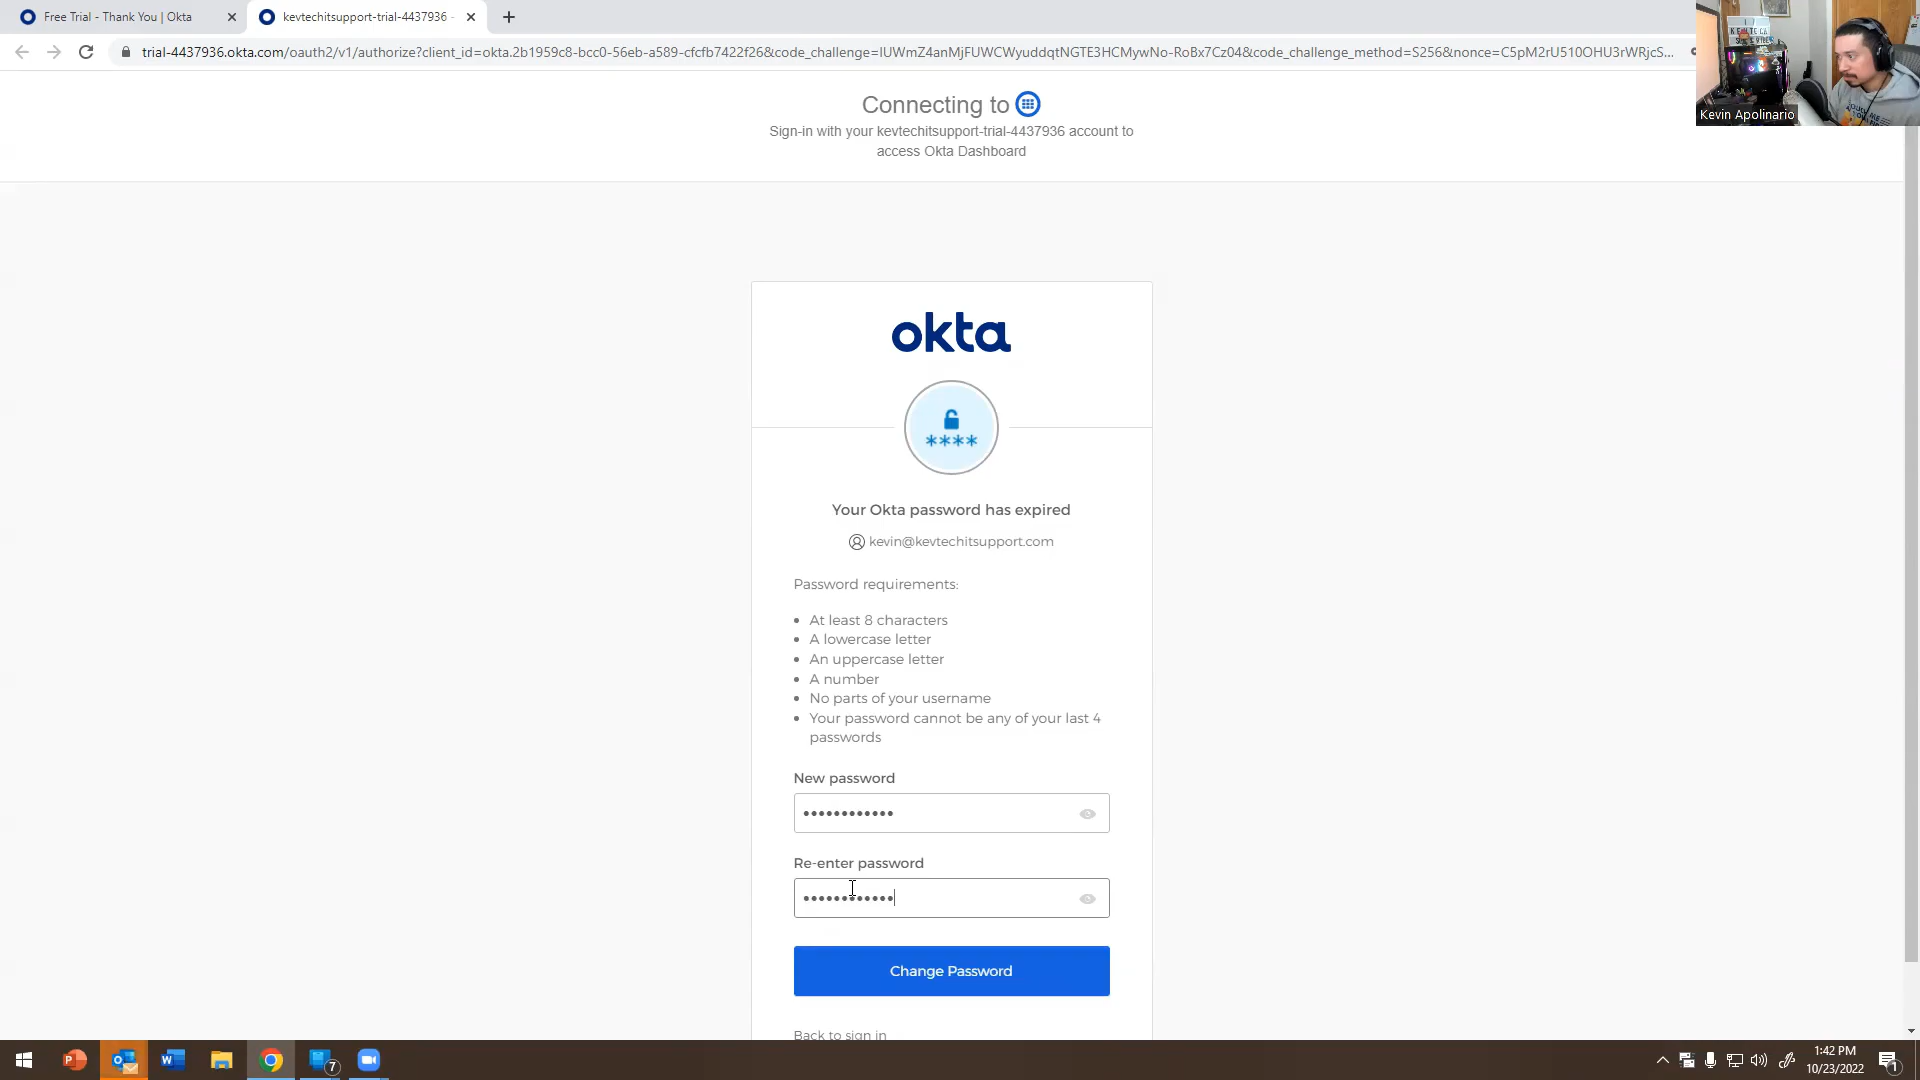 Free Trial - Thank You | Okta
kevtechitsupport-trial-4437936 -
trial-4437936.okta.com/oauth2/v1/authorize?client_id=okta.2b1959c8-bcc0-56eb-a589-cfcfb7422f26&code_challenge=IUWmZ4anMjFUWCWyuddqtNGTE3HCMywNo-RoBx7Cz04&code_challenge_method=S256&nonce=C5pM2rU510OHU3rWRjcS...
Kevin Apolinario
Connecting to
Sign-in with your kevtechitsupport-trial-4437936 account to
access Okta Dashboard
okta
****
Your Okta password has expired
kevin@kevtechitsupport.com
Password requirements:
• At least 8 characters
• A lowercase letter
• An uppercase letter
• A number
• No parts of your username
• Your password cannot be any of your last 4
passwords
New password
••••••••••••
Re-enter password
••••••••••••
Change Password
Back to sign in
7
1:42 PM
10/23/2022
1